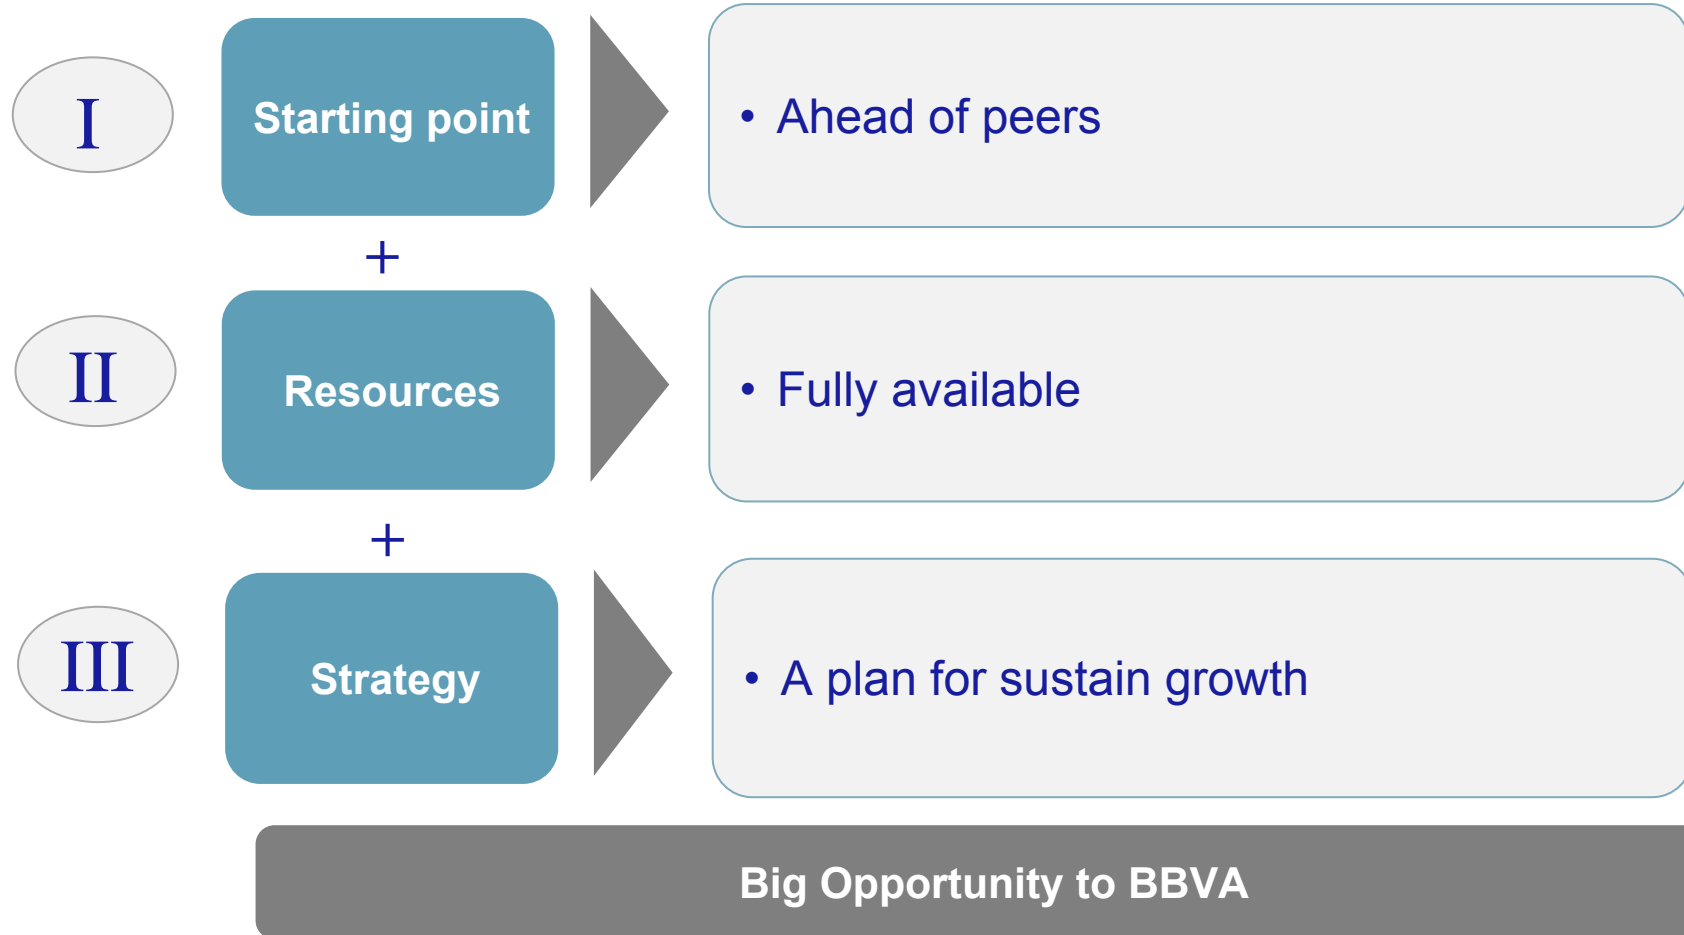 I
Starting point
• Ahead of peers
+
II
Resources
• Fully available
+
III
Strategy
• A plan for sustain growth
Big Opportunity to BBVA